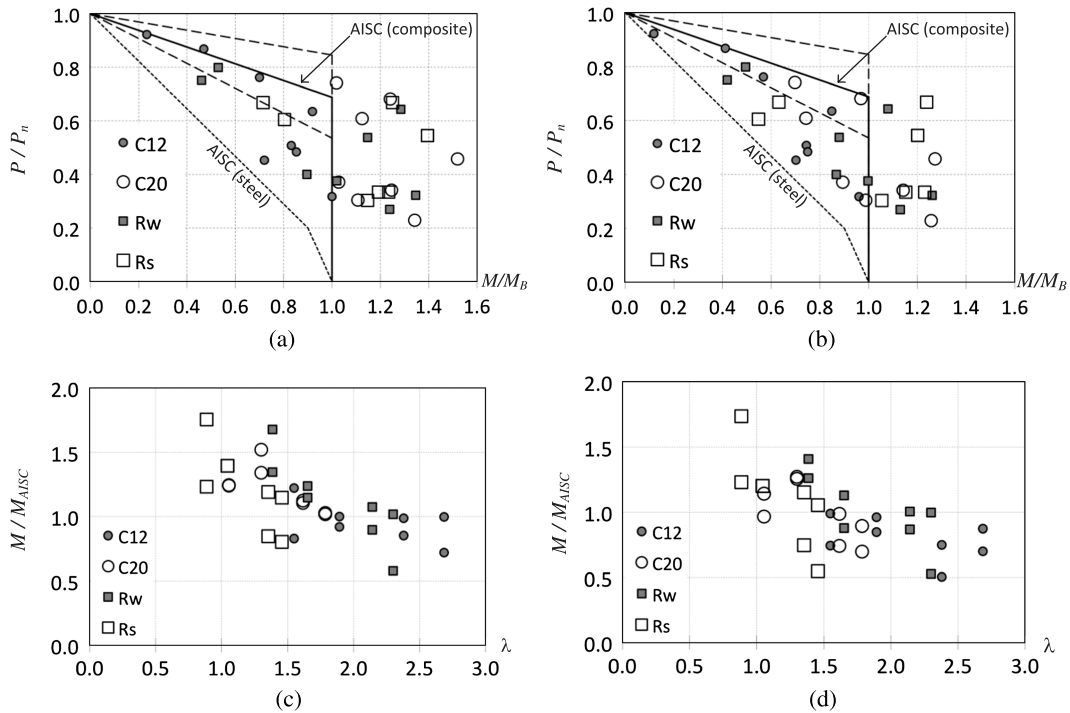 (a)
P / Pn
1.0
0.8
0.6
0.4
0.2
0.0
AISC (composite)
AISC (steel)
C12
C20
Rw
Rs
0.0 0.2 0.4 0.6 0.8 1.0 1.2 1.4 1.6
M/MB
(a)
(b)
P / Pn
1.0
0.8
0.6
0.4
0.2
0.0
AISC (composite)
AISC (steel)
C12
C20
Rw
Rs
0.0 0.2 0.4 0.6 0.8 1.0 1.2 1.4 1.6
M/MB
(b)
(c)
M / MAISC
2.0
1.5
1.0
0.5
0.0
C12
C20
Rw
Rs
0.0 0.5 1.0 1.5 2.0 2.5 3.0
λ
(c)
(d)
M / MAISC
2.0
1.5
1.0
0.5
0.0
C12
C20
Rw
Rs
0.0 0.5 1.0 1.5 2.0 2.5 3.0
λ
(d)